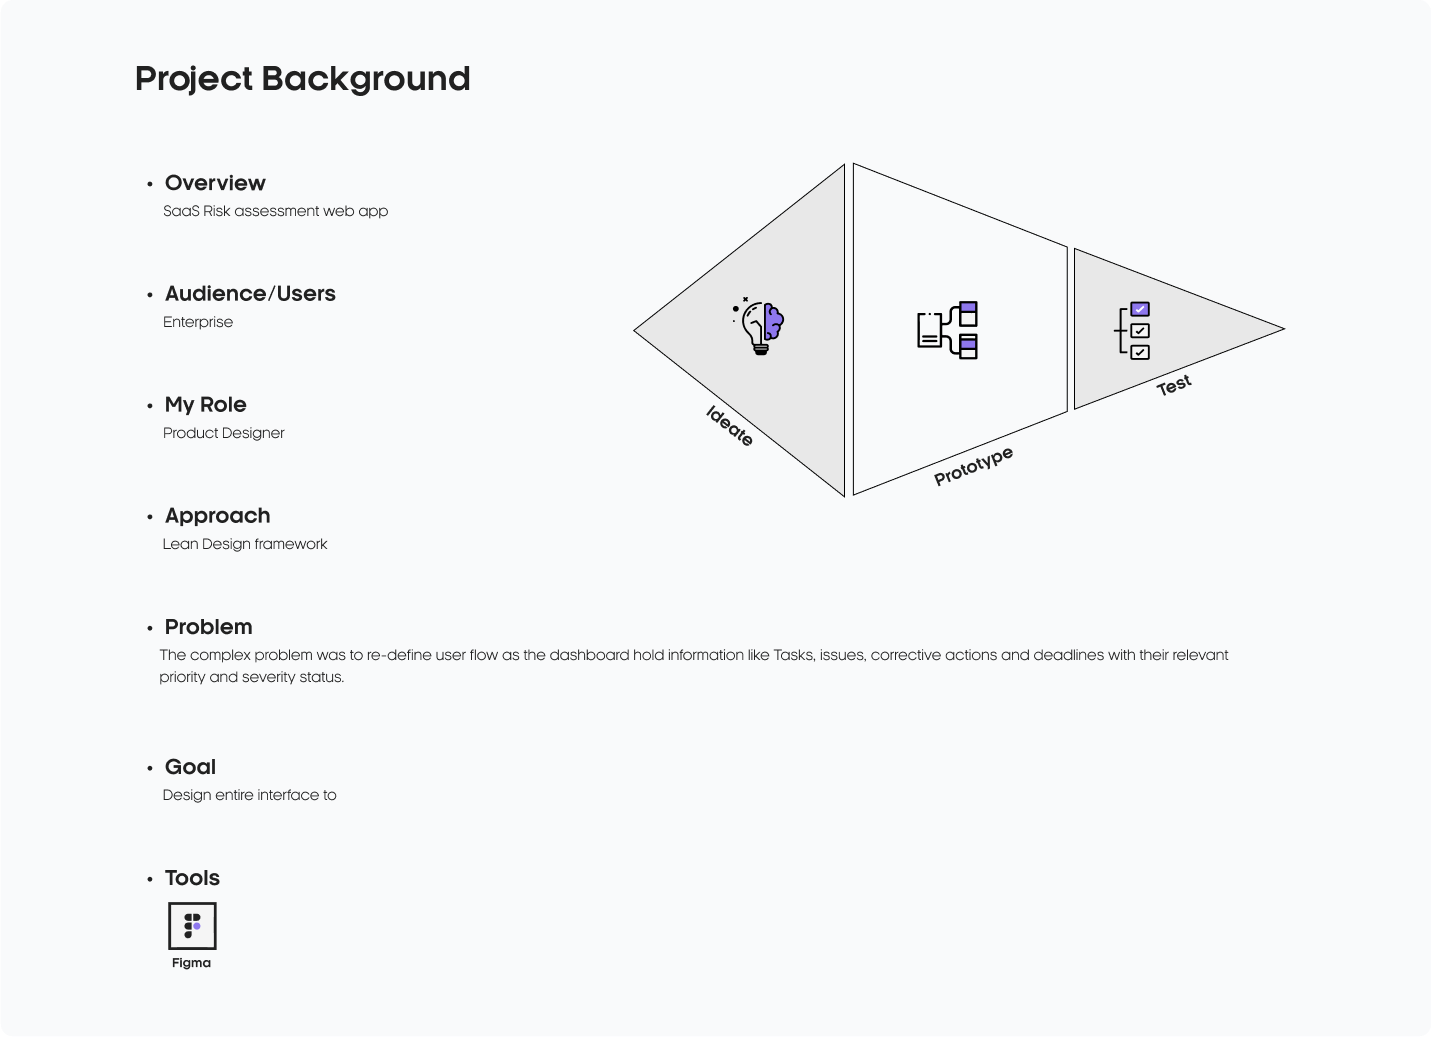 Project Background
• Overview
SaaS Risk assessment web app
• Audience/Users
Enterprise
• My Role
Product Designer
• Approach
Lean Design framework
Ideate
Prototype
Test
• Problem
The complex problem was to re-define user flow as the dashboard hold information like Tasks, issues, corrective actions and deadlines with their relevant
priority and severity status.
• Goal
Design entire interface to
• Tools
Figma